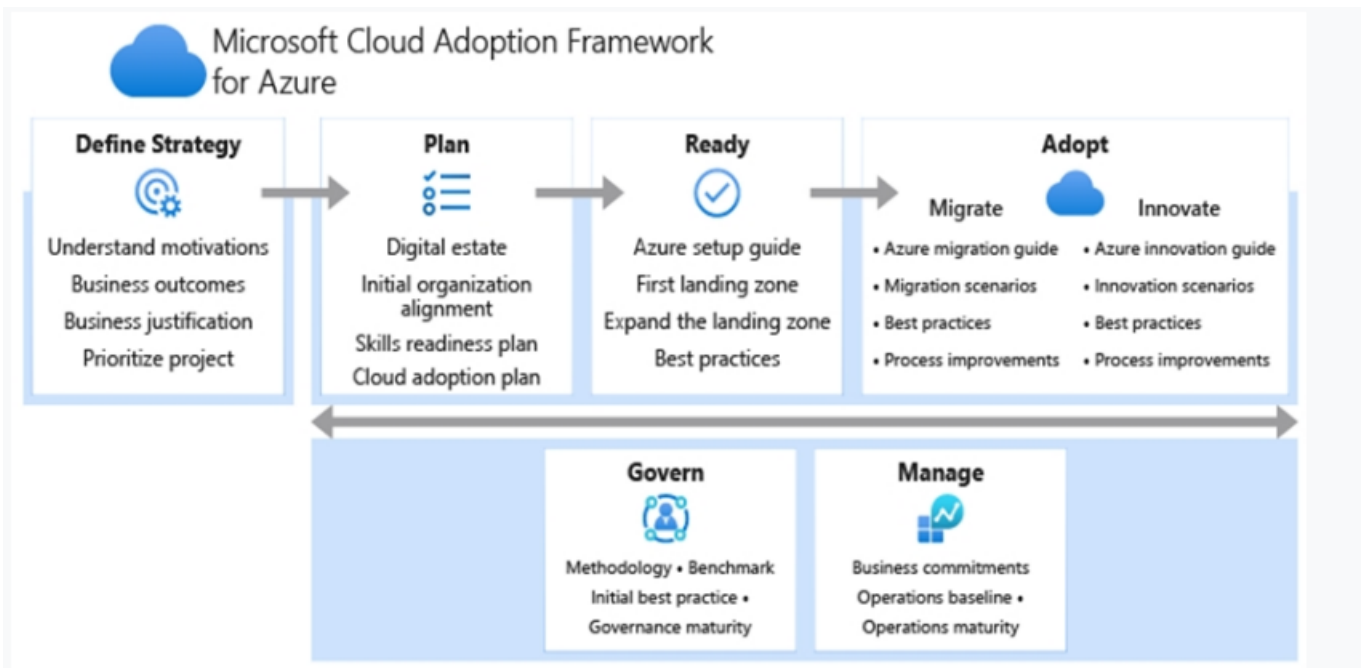 Microsoft Cloud Adoption Framework
for Azure
Define Strategy
Understand motivations
Business outcomes
Business justification
Prioritize project
Plan
Digital estate
Initial organization
alignment
Skills readiness plan
Cloud adoption plan
Ready
Azure setup guide
First landing zone
Expand the landing zone
Best practices
Adopt
Migrate
• Azure migration guide
• Migration scenarios
• Best practices
• Process improvements
Innovate
• Azure innovation guide
• Innovation scenarios
• Best practices
• Process improvements
Govern
Methodology • Benchmark
Initial best practice •
Governance maturity
Manage
Business commitments
Operations baseline •
Operations maturity